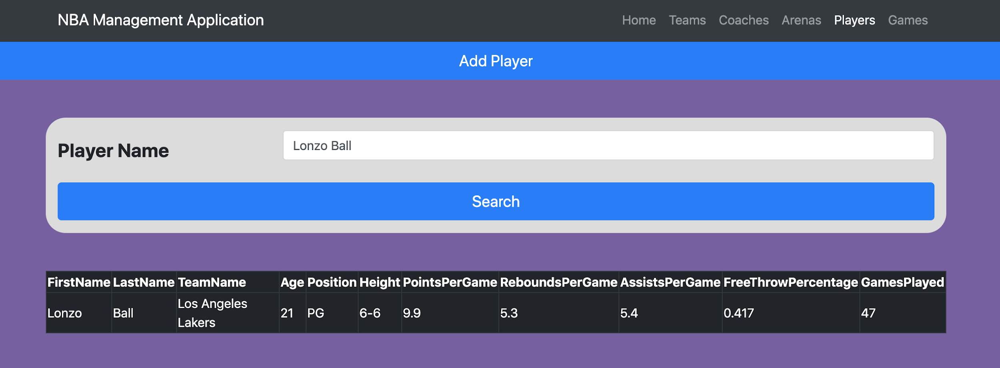 NBA Management Application Home Teams Coaches Arenas Players Games
Add Player
Player Name Lonzo Ball
Search
FirstName LastName TeamName Age Position Height PointsPerGame ReboundsPerGame AssistsPerGame FreeThrowPercentage GamesPlayed
Lonzo Ball Los Angeles Lakers 21 PG 6-6 9.9 5.3 5.4 0.417 47